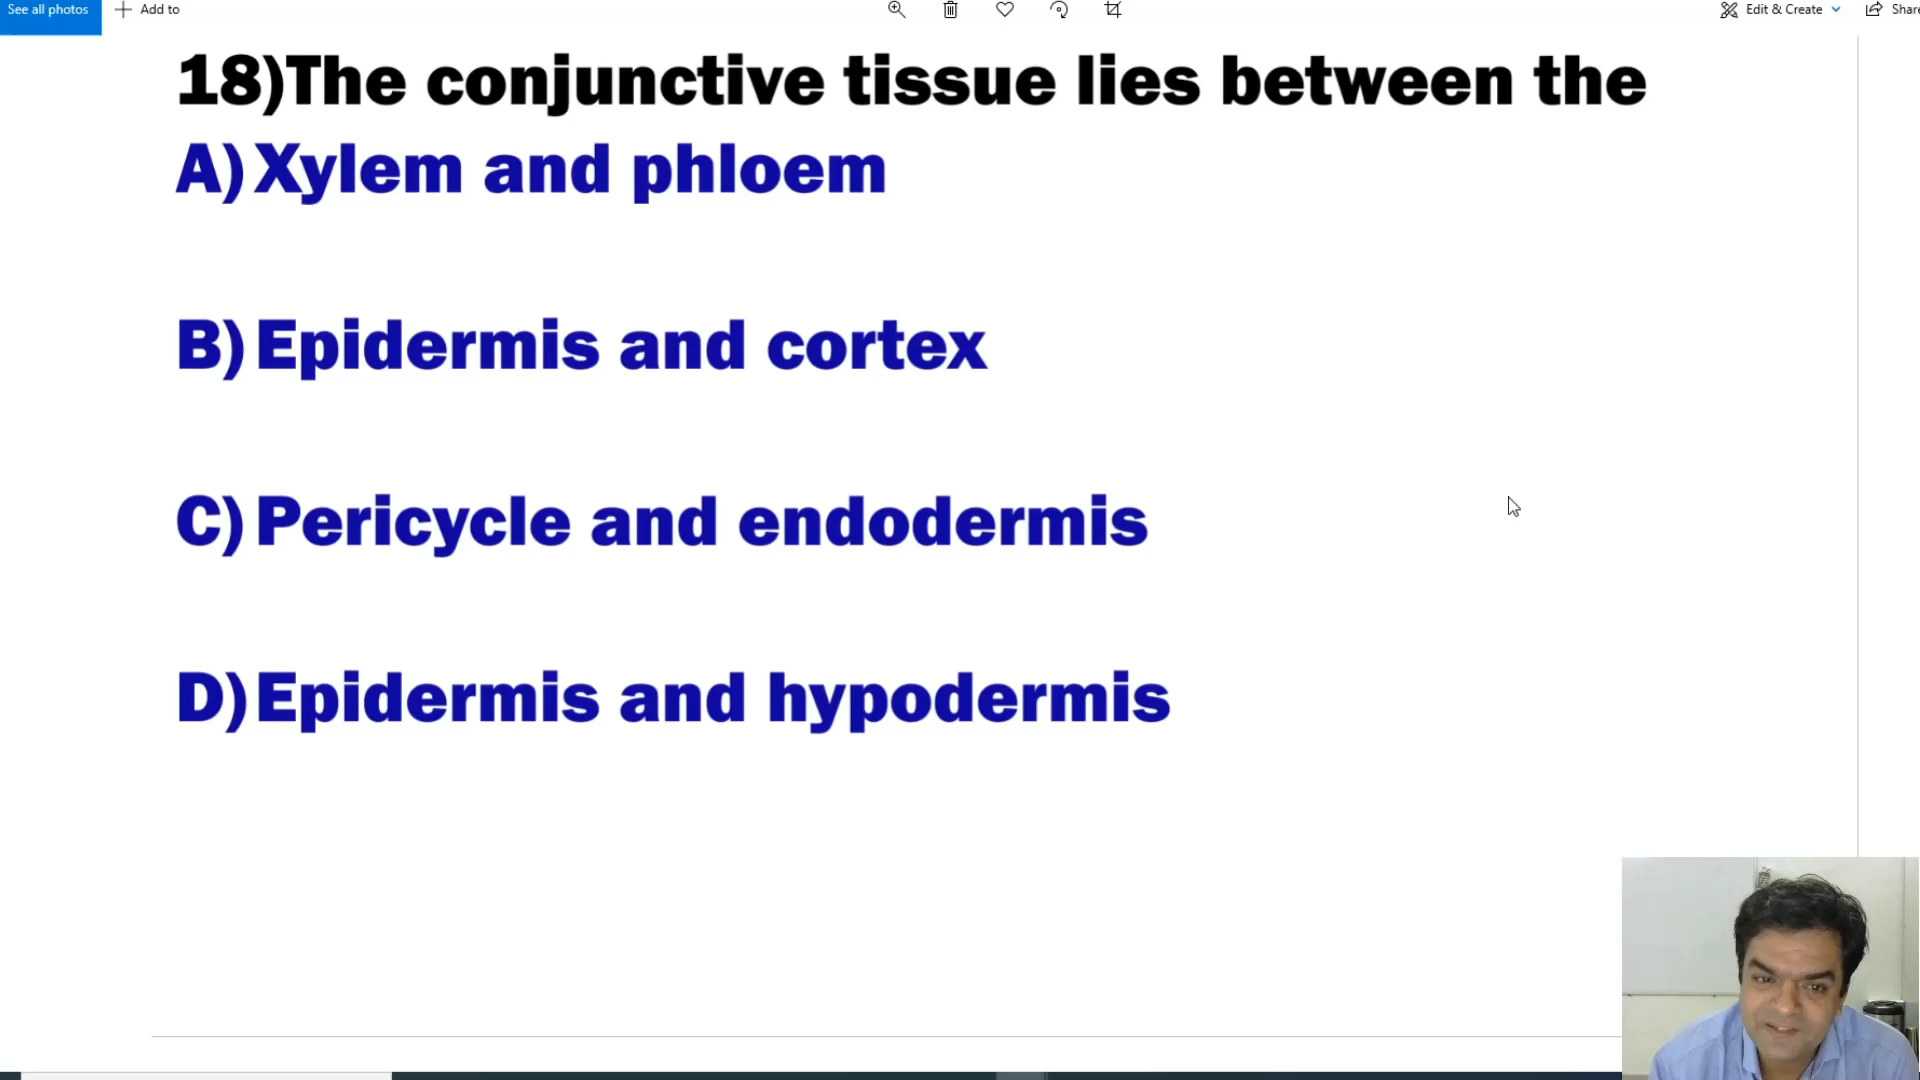 See all photos
Add to
Edit & Create
Share
18)The conjunctive tissue lies between the
A) Xylem and phloem
B) Epidermis and cortex
C) Pericycle and endodermis
D) Epidermis and hypodermis